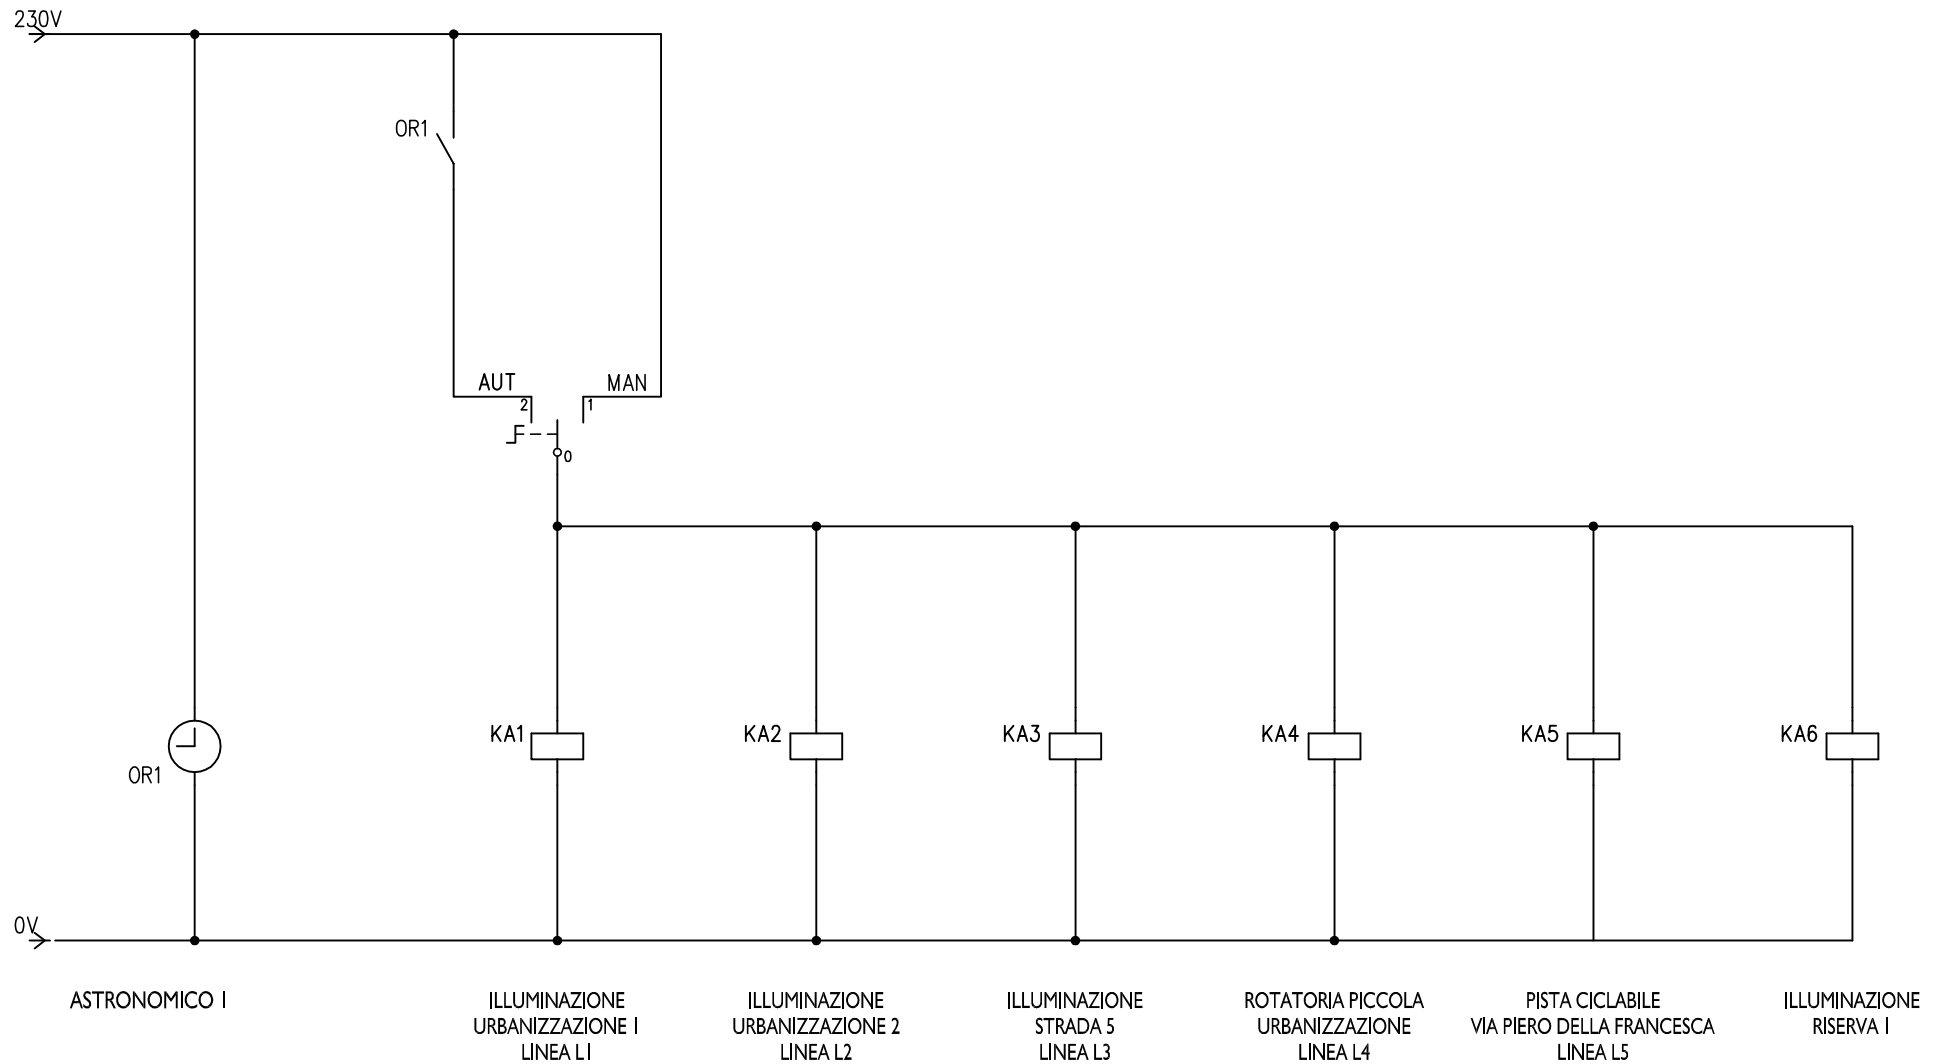 230V
OR1
AUT
MAN
2
1
0
KA1
KA2
KA3
KA4
KA5
KA6
OR1
0V
ASTRONOMICO 1
ILLUMINAZIONE
URBANIZZAZIONE 1
LINEA L1
ILLUMINAZIONE
URBANIZZAZIONE 2
LINEA L2
ILLUMINAZIONE
STRADA 5
LINEA L3
ROTATORIA PICCOLA
URBANIZZAZIONE
LINEA L4
PISTA CICLABILE
VIA PIERO DELLA FRANCESCA
LINEA L5
ILLUMINAZIONE
RISERVA 1